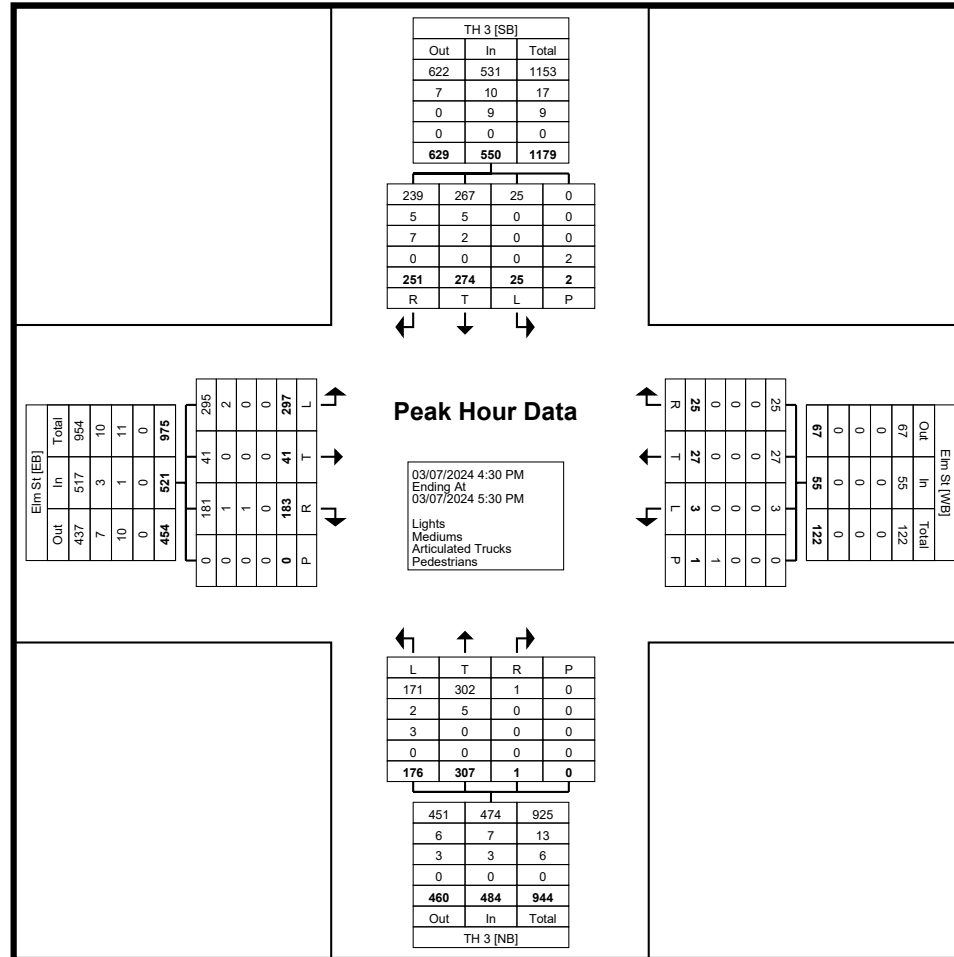 TH 3 [SB]
Out In Total
622 531 1153
7 10 17
0 9 9
0 0 0
629 550 1179
239 267 25 0
5 5 0 0
7 2 0 0
0 0 0 2
251 274 25 2
R T L P
Elm St [EB]
Total In Out
954 517 437
10 3 7
11 1 10
0 0 0
975 521 454
295 41 181 0
2 0 1 0
0 0 1 0
0 0 0 0
297 41 183 0
L T R P
Peak Hour Data
03/07/2024 4:30 PM
Ending At
03/07/2024 5:30 PM
Lights
Mediums
Articulated Trucks
Pedestrians
R T L P
25 27 3 1
0 0 0 1
0 0 0 0
0 0 0 0
25 27 3 0
67 55 122
0 0 0
0 0 0
0 0 0
67 55 122
Out In Total
Elm St [WB]
L T R P
171 302 1 0
2 5 0 0
3 0 0 0
0 0 0 0
176 307 1 0
451 474 925
6 7 13
3 3 6
0 0 0
460 484 944
Out In Total
TH 3 [NB]